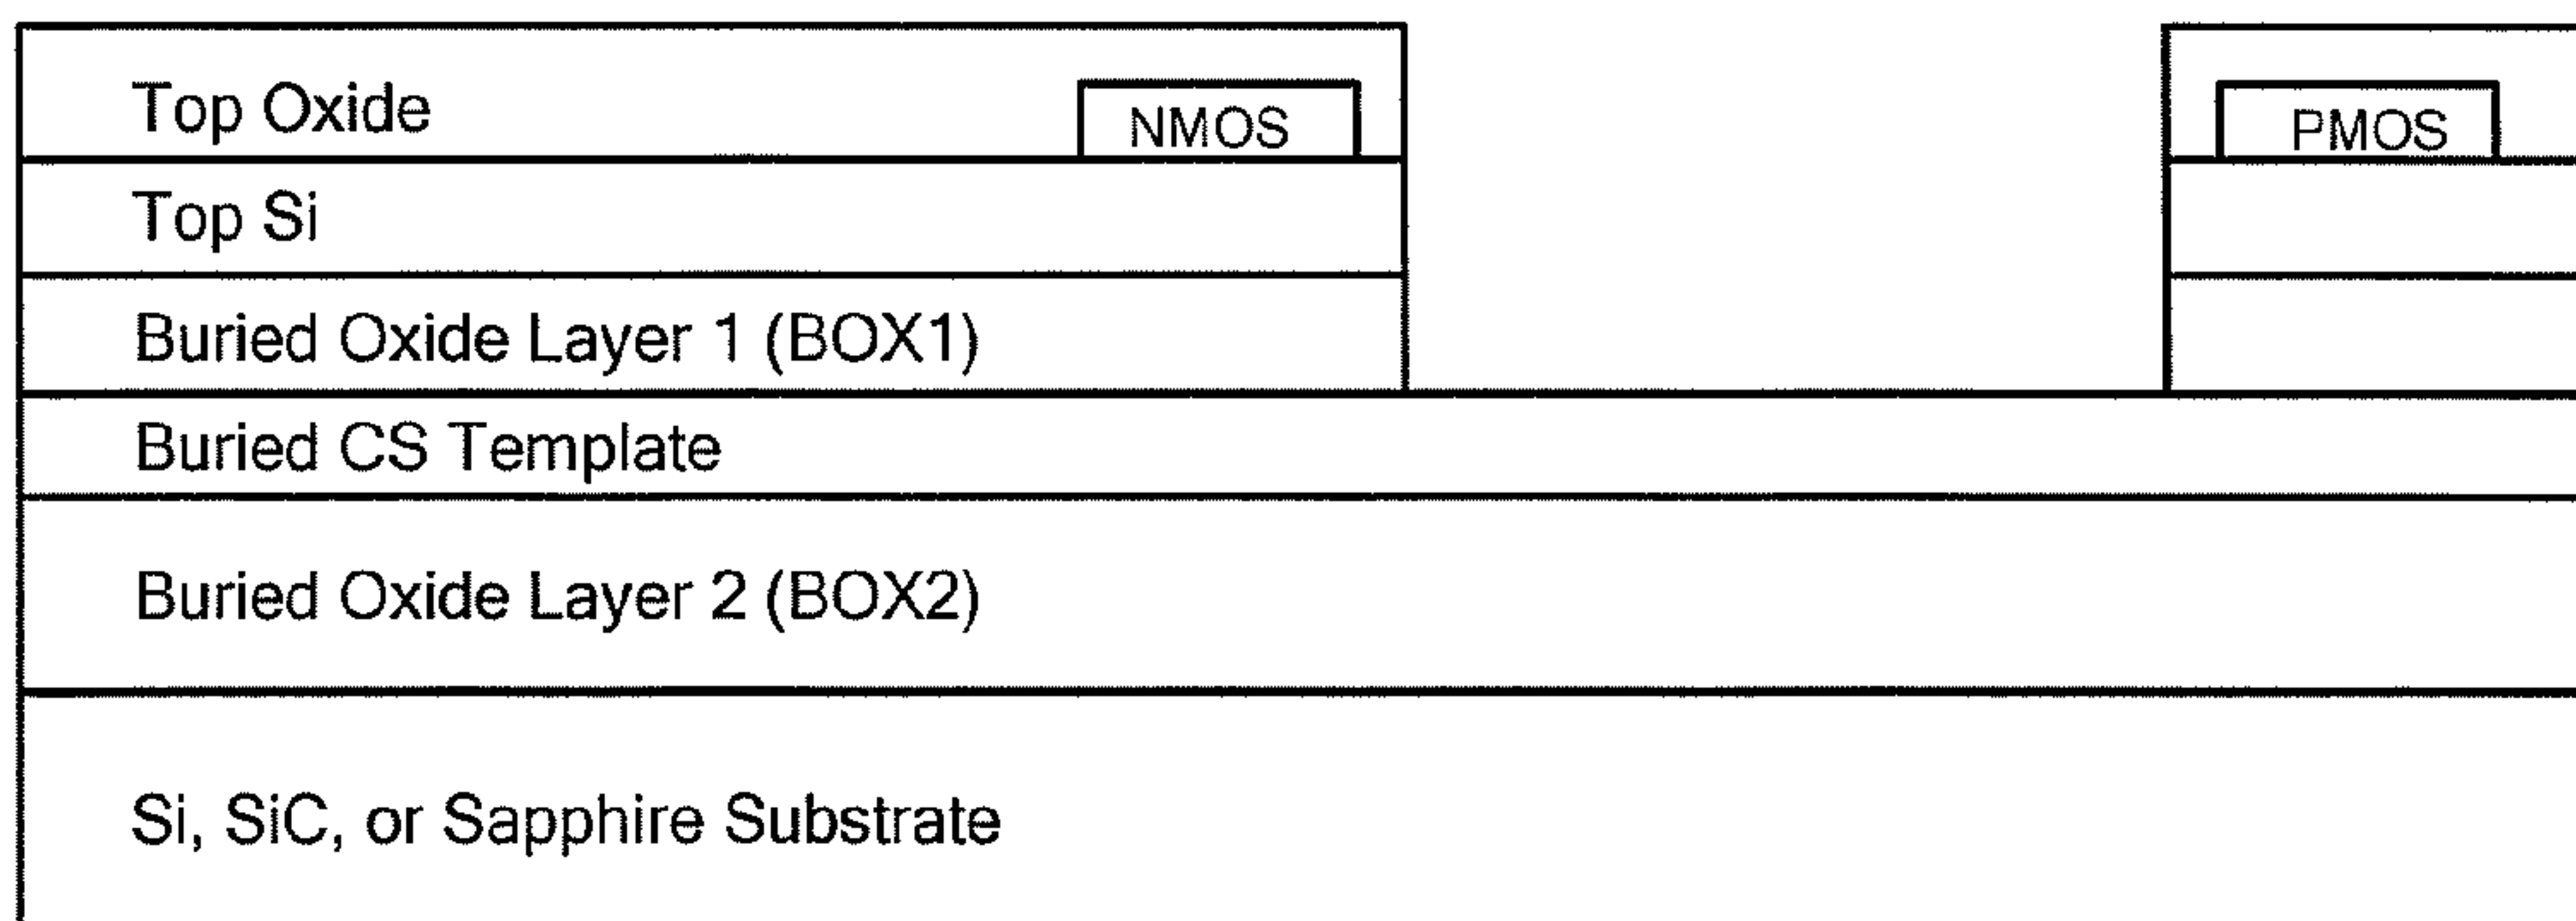 Top Oxide
NMOS
PMOS
Top Si
Buried Oxide Layer 1 (BOX1)
Buried CS Template
Buried Oxide Layer 2 (BOX2)
Si, SiC, or Sapphire Substrate